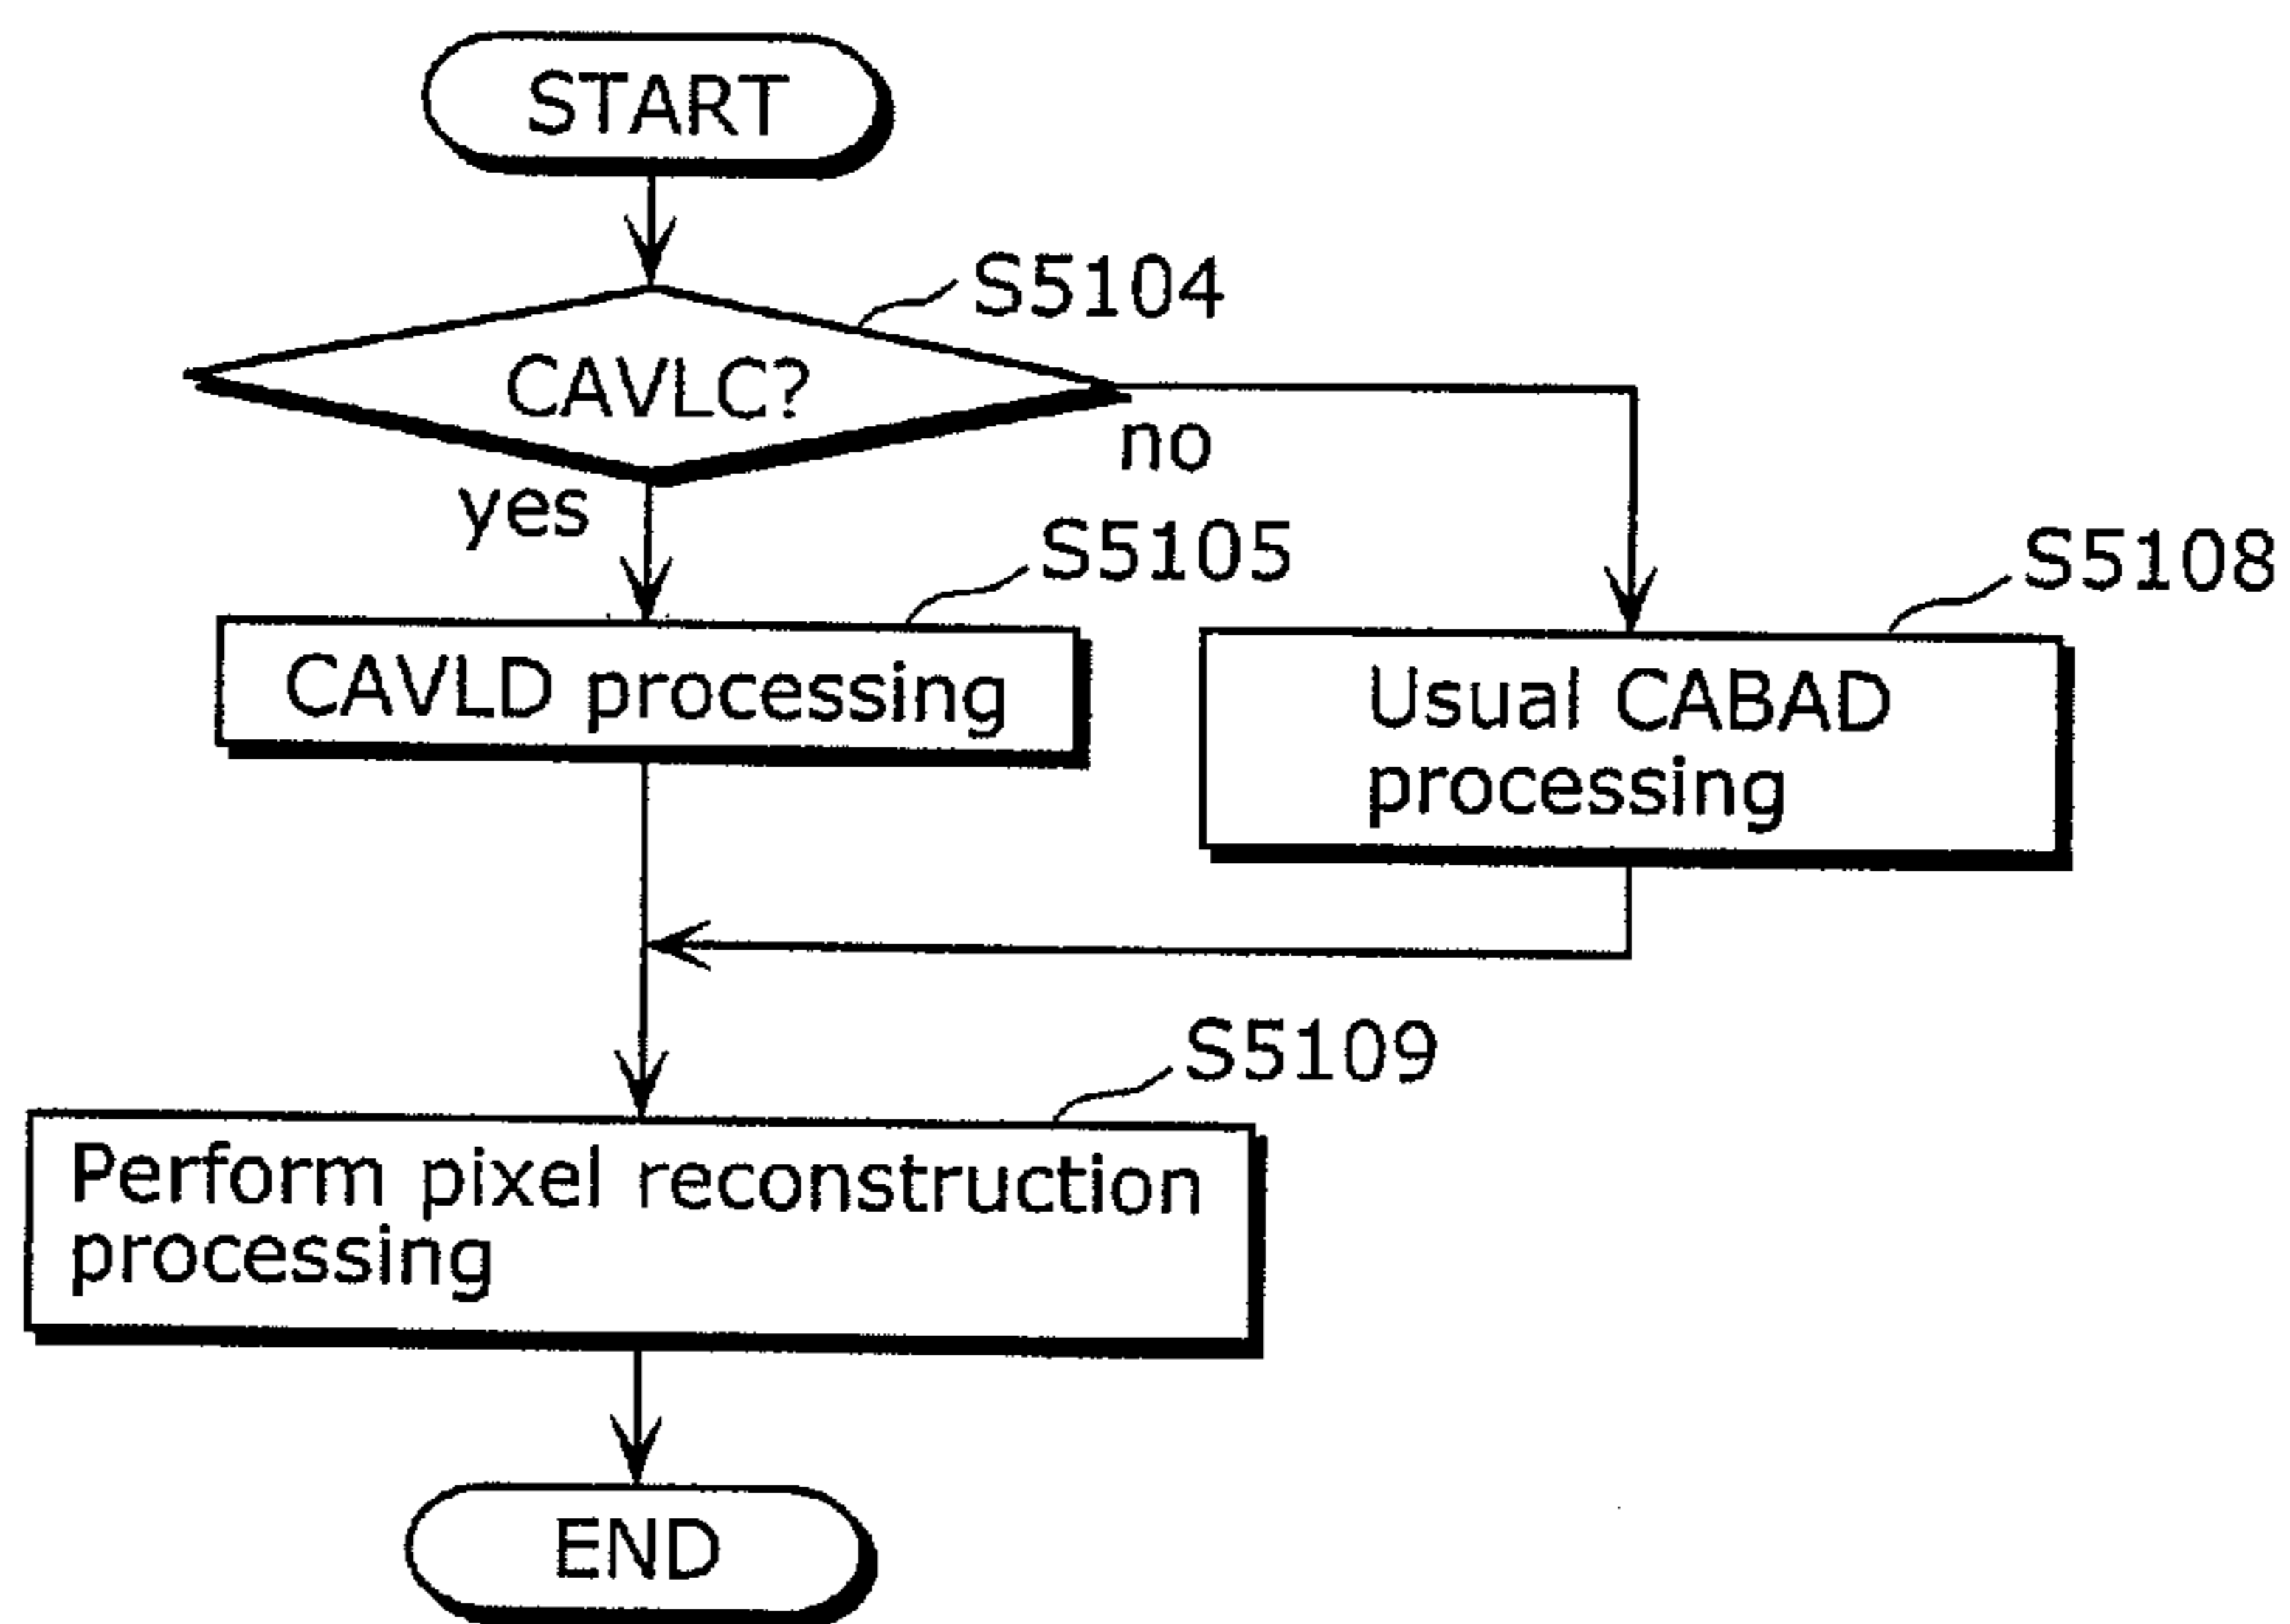 START
S5104
CAVLC?
no
yes
S5105
S5108
CAVLD processing
Usual CABAD
processing
S5109
Perform pixel reconstruction
processing
END